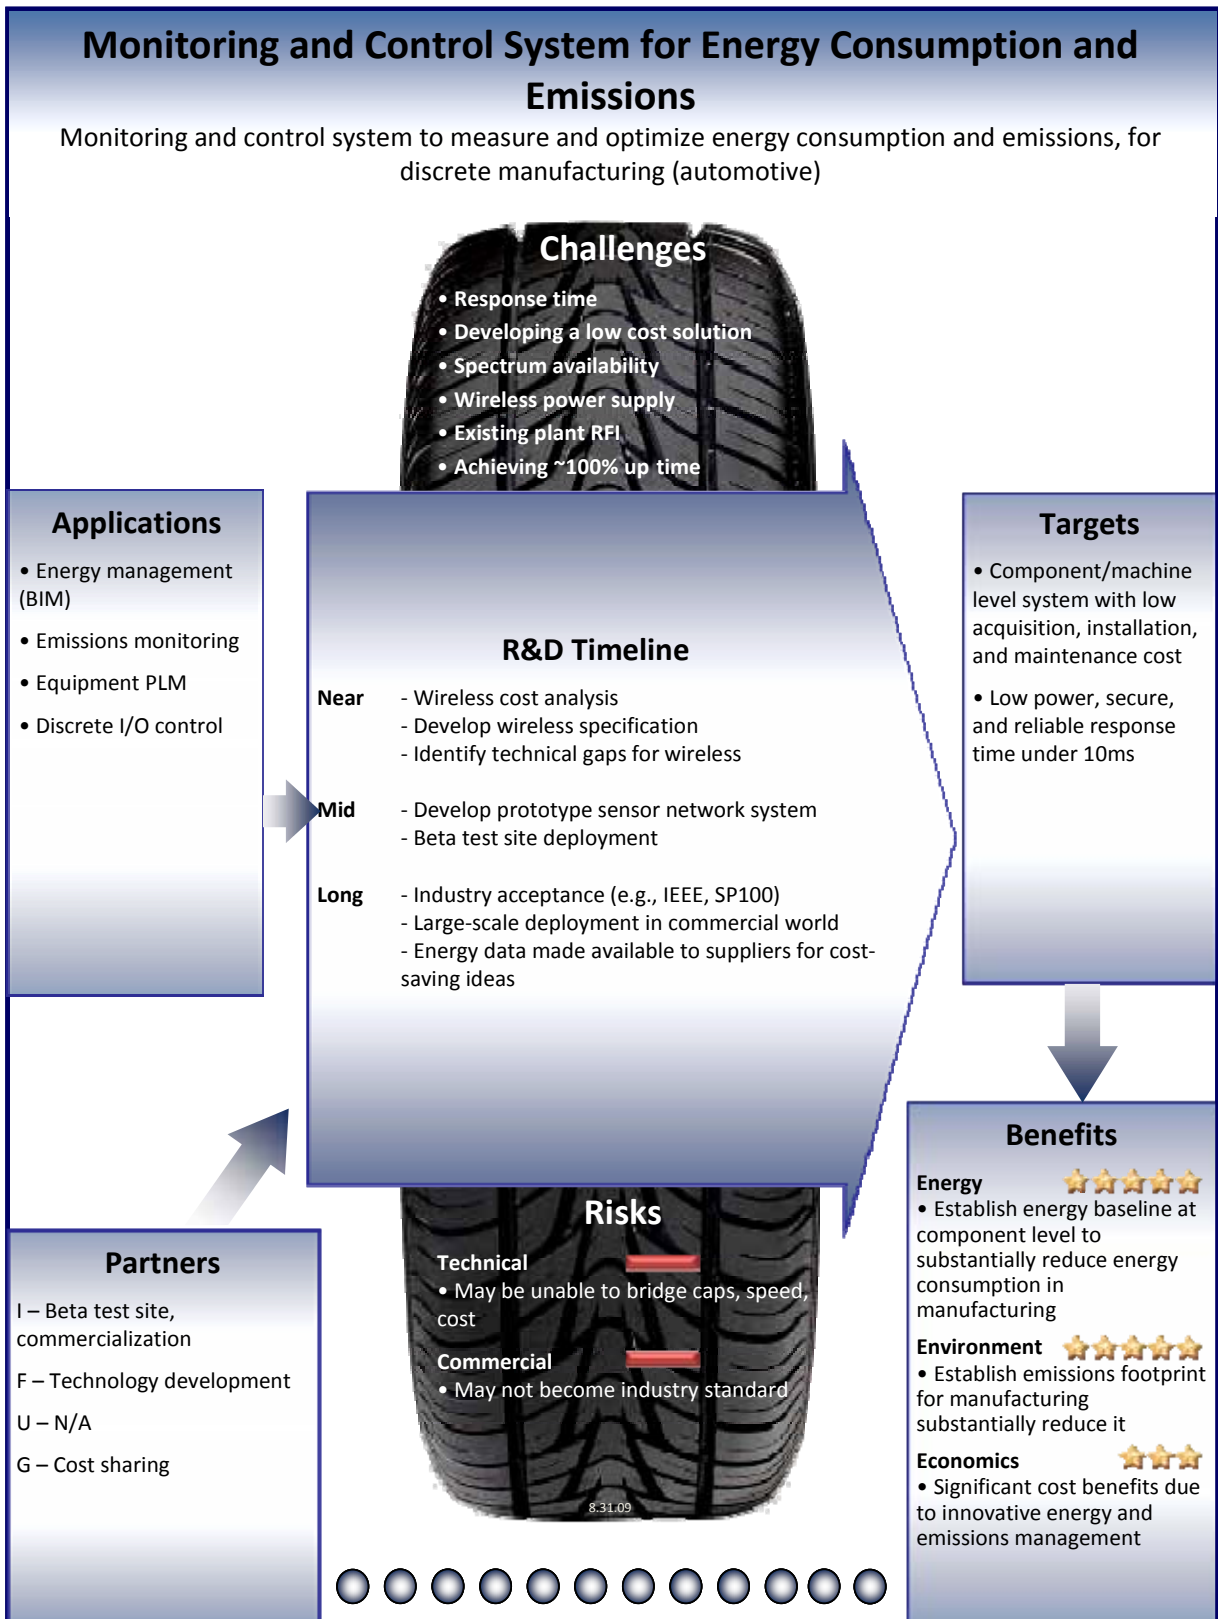 Monitoring and Control System for Energy Consumption and
Emissions
Monitoring and control system to measure and optimize energy consumption and emissions, for
discrete manufacturing (automotive)
Challenges
• Response time
• Developing a low cost solution
• Spectrum availability
• Wireless power supply
• Existing plant RFI
• Achieving ~100% up time
Applications
• Energy management
(BIM)
• Emissions monitoring
• Equipment PLM
• Discrete I/O control
R&D Timeline
Near - Wireless cost analysis
- Develop wireless specification
- Identify technical gaps for wireless
Mid - Develop prototype sensor network system
- Beta test site deployment
Long - Industry acceptance (e.g., IEEE, SP100)
- Large-scale deployment in commercial world
- Energy data made available to suppliers for cost-
saving ideas
Targets
• Component/machine
level system with low
acquisition, installation,
and maintenance cost
• Low power, secure,
and reliable response
time under 10ms
Partners
I – Beta test site,
commercialization
F – Technology development
U – N/A
G – Cost sharing
Risks
Technical
• May be unable to bridge caps, speed,
cost
Commercial
• May not become industry standard
8.31.09
Benefits
Energy
• Establish energy baseline at
component level to
substantially reduce energy
consumption in
manufacturing
Environment
• Establish emissions footprint
for manufacturing
substantially reduce it
Economics
• Significant cost benefits due
to innovative energy and
emissions management